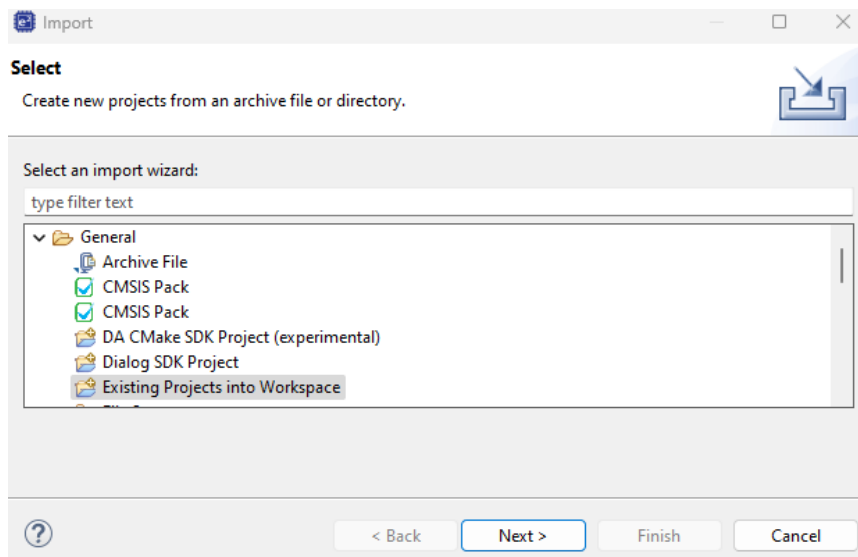 Import
Select
Create new projects from an archive file or directory.
Select an import wizard:
type filter text
General
Archive File
CMSIS Pack
CMSIS Pack
DA CMake SDK Project (experimental)
Dialog SDK Project
Existing Projects into Workspace
< Back
Next >
Finish
Cancel